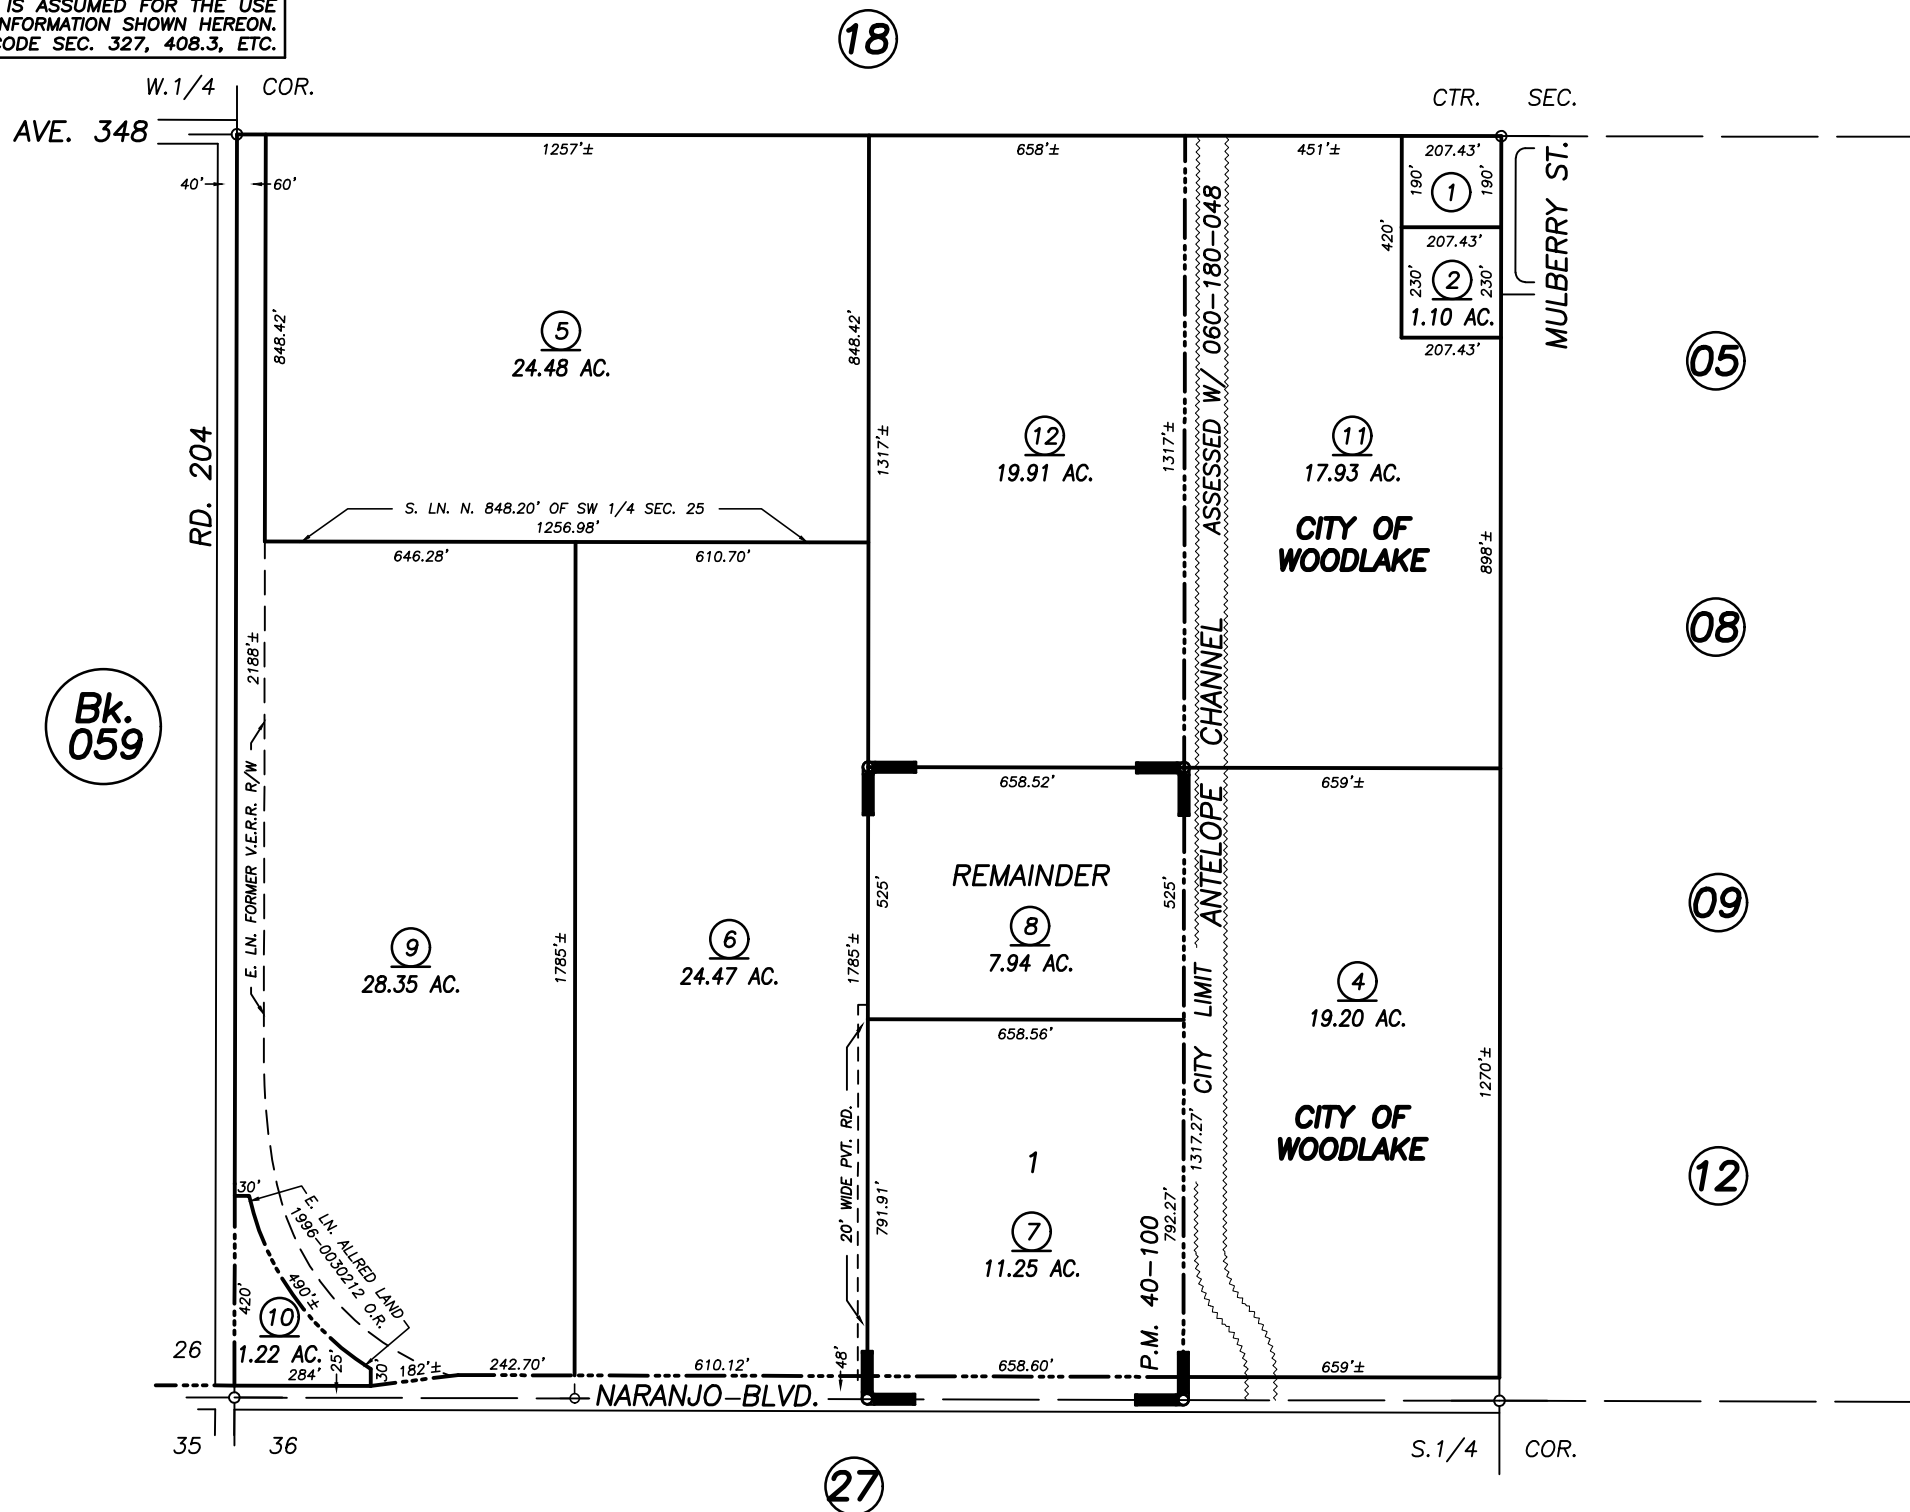 IS ASSUMED FOR THE USE
NFORMATION SHOWN HEREON.
CODE SEC. 327, 408.3, ETC.
18
W.1/4 COR.
CTR. SEC.
AVE. 348
MULBERRY ST.
1257'±
658'±
451'±
207.43'
40'
60'
190'
1
190'
207.43'
420'
230'
2
230'
1.10 AC.
207.43'
848.42'
5
24.48 AC.
848.42'
05
RD. 204
1317'±
12
19.91 AC.
1317'±
ASSESSED W/ 060-180-048
11
17.93 AC.
CITY OF
WOODLAKE
898'±
S. LN. N. 848.20' OF SW 1/4 SEC. 25
1256.98'
646.28'
610.70'
08
2188'±
ANTELOPE CHANNEL
Bk.
059
E. LN. FORMER V.E.R.R. R/W
658.52'
659'±
REMAINDER
525'
525'
8
7.94 AC.
09
9
28.35 AC.
1785'±
6
24.47 AC.
1785'±
4
19.20 AC.
CITY LIMIT
658.56'
1270'±
CITY OF
WOODLAKE
20' WIDE PVT. RD.
1
1317.27'
12
791.91'
792.27'
7
11.25 AC.
P.M. 40-100
30'
E. LN. ALLRED LAND
1996-0030212 O.R.
490'±
420'
10
1.22 AC.
284'
25'
30'
182'±
242.70'
610.12'
48'
658.60'
659'±
26
NARANJO BLVD.
35
36
S.1/4 COR.
27